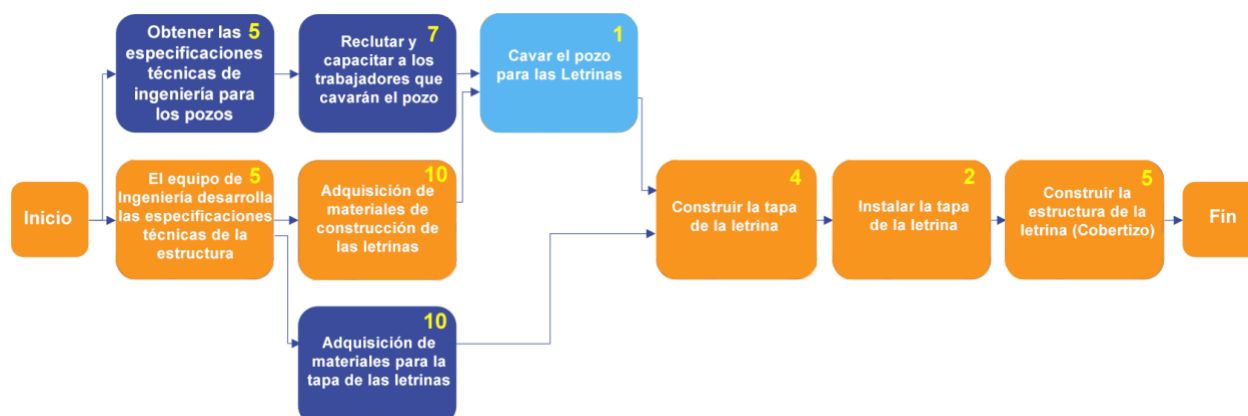 Obtener las 5
especificaciones
técnicas de
ingeniería para
los pozos
7
Reclutar y
capacitar a los
trabajadores que
cavarán el pozo
1
Cavar el pozo
para las Letrinas
Inicio
El equipo de 5
Ingeniería desarrolla
las especificaciones
técnicas de la
estructura
10
Adquisición de
materiales de
construcción de
las letrinas
4
Construir la tapa
de la letrina
2
Instalar la tapa
de la letrina
5
Construir la
estructura de la
letrina (Cobertizo)
Fin
10
Adquisición de
materiales para la
tapa de las letrinas